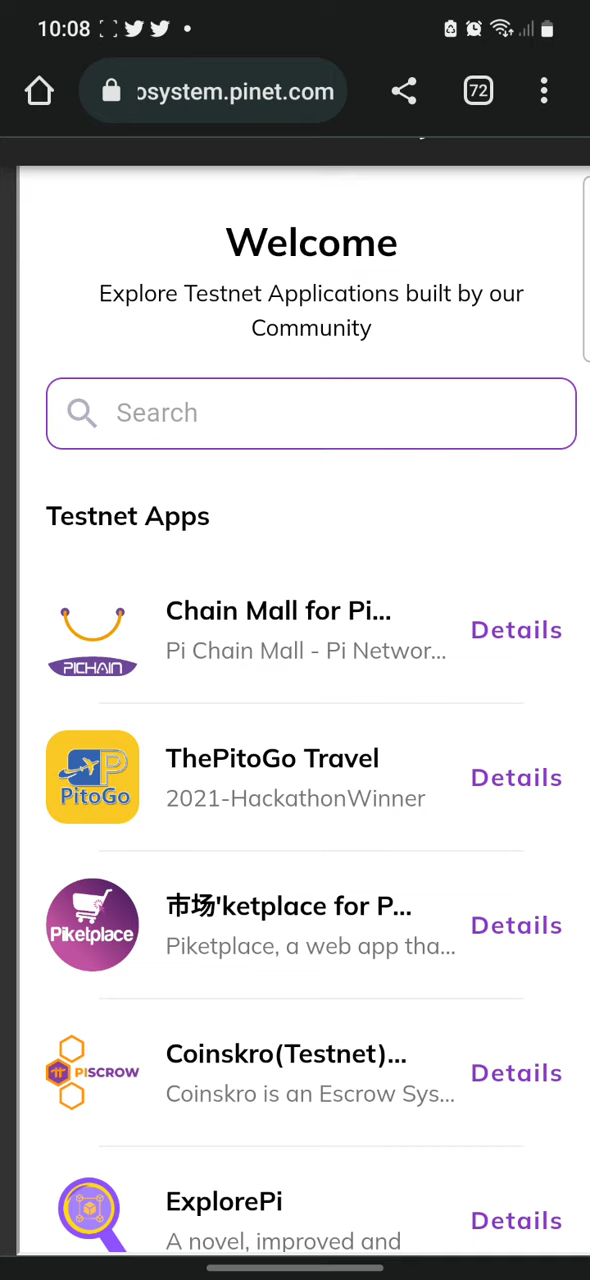 10:08
osystem.pinet.com
72
Welcome
Explore Testnet Applications built by our
Community
Search
Testnet Apps
PICHAIN
Chain Mall for Pi...
Pi Chain Mall - Pi Networ...
Details
PitoGo
ThePitoGo Travel
2021-HackathonWinner
Details
Piketplace
市场'ketplace for P...
Piketplace, a web app tha...
Details
PISCROW
Coinskro(Testnet)...
Coinskro is an Escrow Sys...
Details
ExplorePi
A novel, improved and
Details